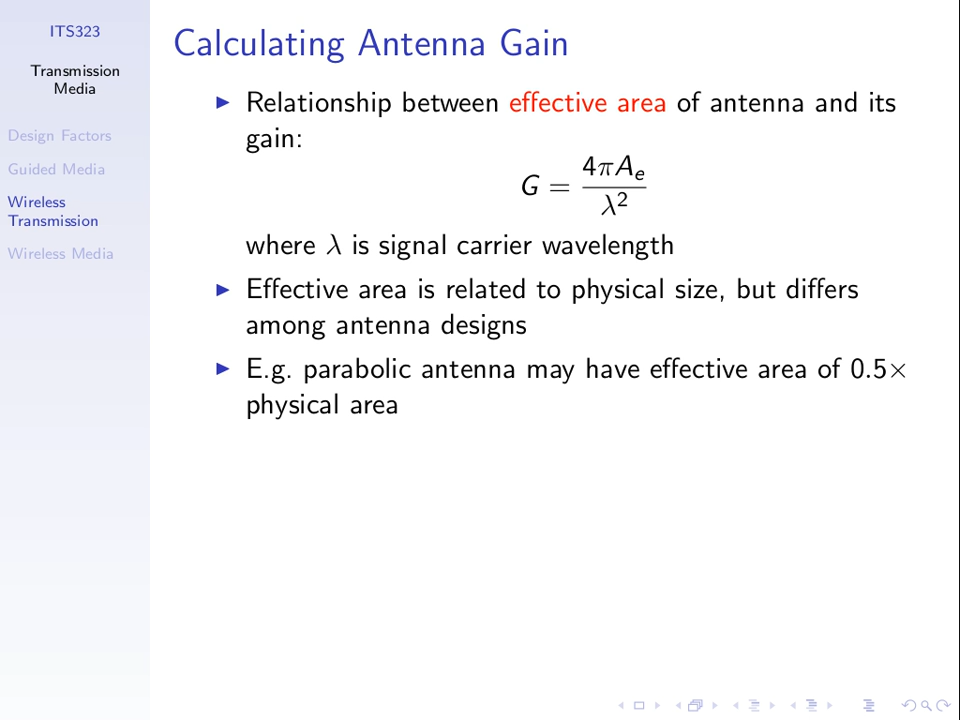 ITS323
Transmission
Media
Design Factors
Guided Media
Wireless
Transmission
Wireless Media
Calculating Antenna Gain
► Relationship between effective area of antenna and its
gain:
G = 4πAₑ / λ²
where λ is signal carrier wavelength
► Effective area is related to physical size, but differs
among antenna designs
► E.g. parabolic antenna may have effective area of 0.5×
physical area